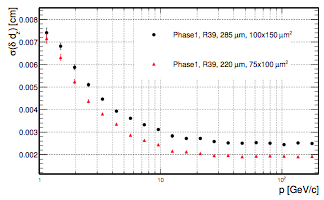 σ(δ d_z) [cm]
0.008
0.007
0.006
0.005
0.004
0.003
0.002
Phase1, R39, 285 μm, 100x150 μm²
Phase1, R39, 220 μm, 75x100 μm²
1
10
10²
p [GeV/c]